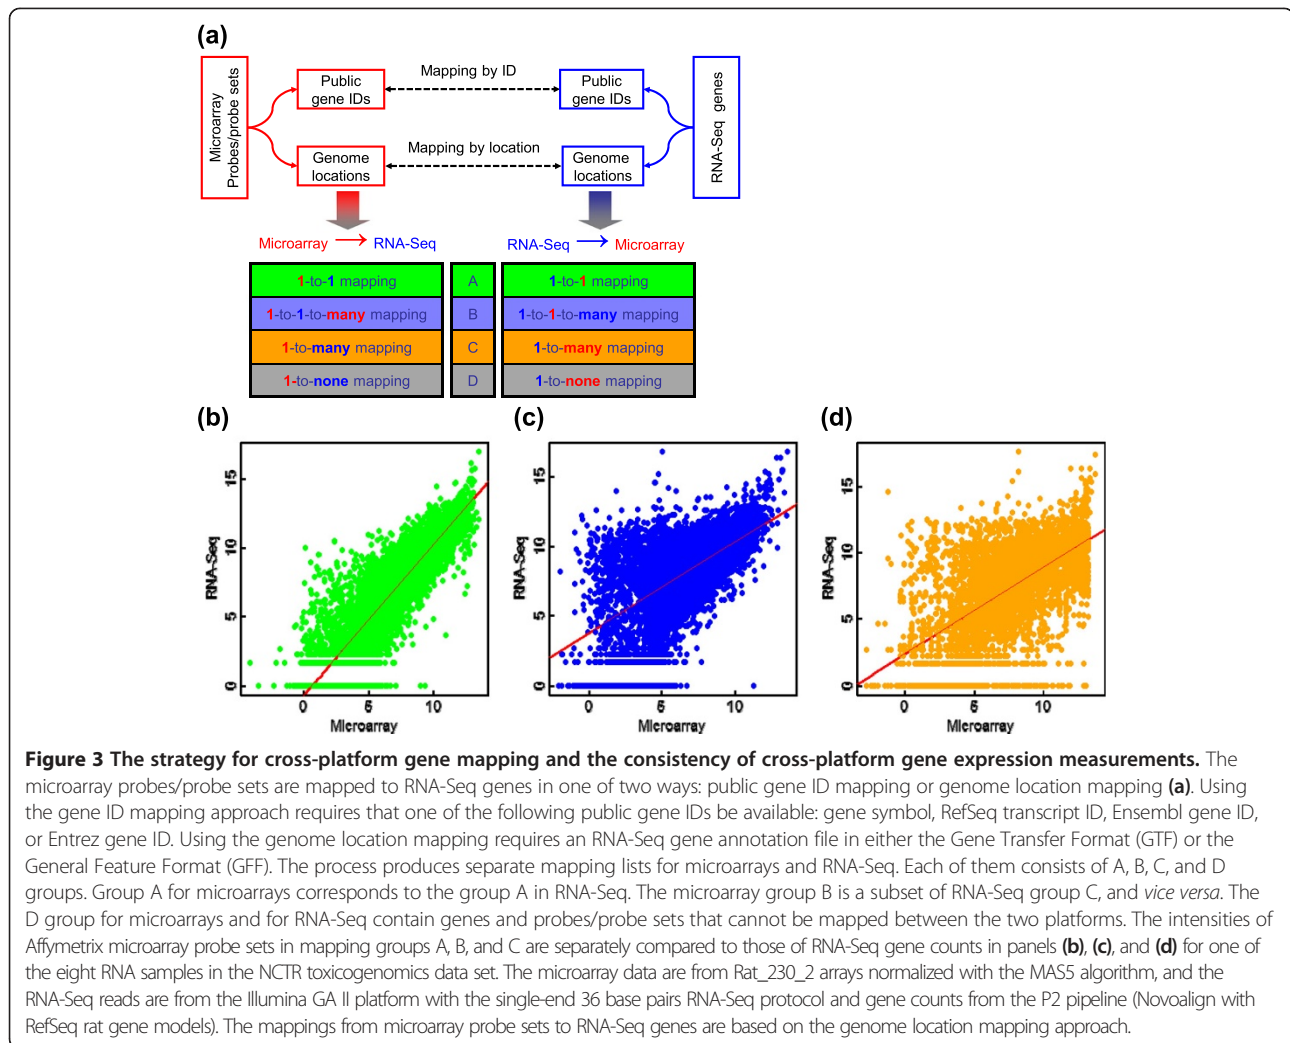 (a)
Microarray
Probes/probe sets
Public
gene IDs
Mapping by ID
Public
gene IDs
RNA-Seq genes
Genome
locations
Mapping by location
Genome
locations
Microarray → RNA-Seq
RNA-Seq → Microarray
1-to-1 mapping
A
1-to-1 mapping
1-to-1-to-many mapping
B
1-to-1-to-many mapping
1-to-many mapping
C
1-to-many mapping
1-to-none mapping
D
1-to-none mapping
(b)
RNA-Seq
15
10
5
0
0 5 10
Microarray
(c)
RNA-Seq
15
10
5
0
0 5 10
Microarray
(d)
RNA-Seq
15
10
5
0
0 5 10
Microarray
Figure 3 The strategy for cross-platform gene mapping and the consistency of cross-platform gene expression measurements. The
microarray probes/probe sets are mapped to RNA-Seq genes in one of two ways: public gene ID mapping or genome location mapping (a). Using
the gene ID mapping approach requires that one of the following public gene IDs be available: gene symbol, RefSeq transcript ID, Ensembl gene ID,
or Entrez gene ID. Using the genome location mapping requires an RNA-Seq gene annotation file in either the Gene Transfer Format (GTF) or the
General Feature Format (GFF). The process produces separate mapping lists for microarrays and RNA-Seq. Each of them consists of A, B, C, and D
groups. Group A for microarrays corresponds to the group A in RNA-Seq. The microarray group B is a subset of RNA-Seq group C, and vice versa. The
D group for microarrays and for RNA-Seq contain genes and probes/probe sets that cannot be mapped between the two platforms. The intensities of
Affymetrix microarray probe sets in mapping groups A, B, and C are separately compared to those of RNA-Seq gene counts in panels (b), (c), and (d) for one of
the eight RNA samples in the NCTR toxicogenomics data set. The microarray data are from Rat_230_2 arrays normalized with the MAS5 algorithm, and the
RNA-Seq reads are from the Illumina GA II platform with the single-end 36 base pairs RNA-Seq protocol and gene counts from the P2 pipeline (Novoalign with
RefSeq rat gene models). The mappings from microarray probe sets to RNA-Seq genes are based on the genome location mapping approach.